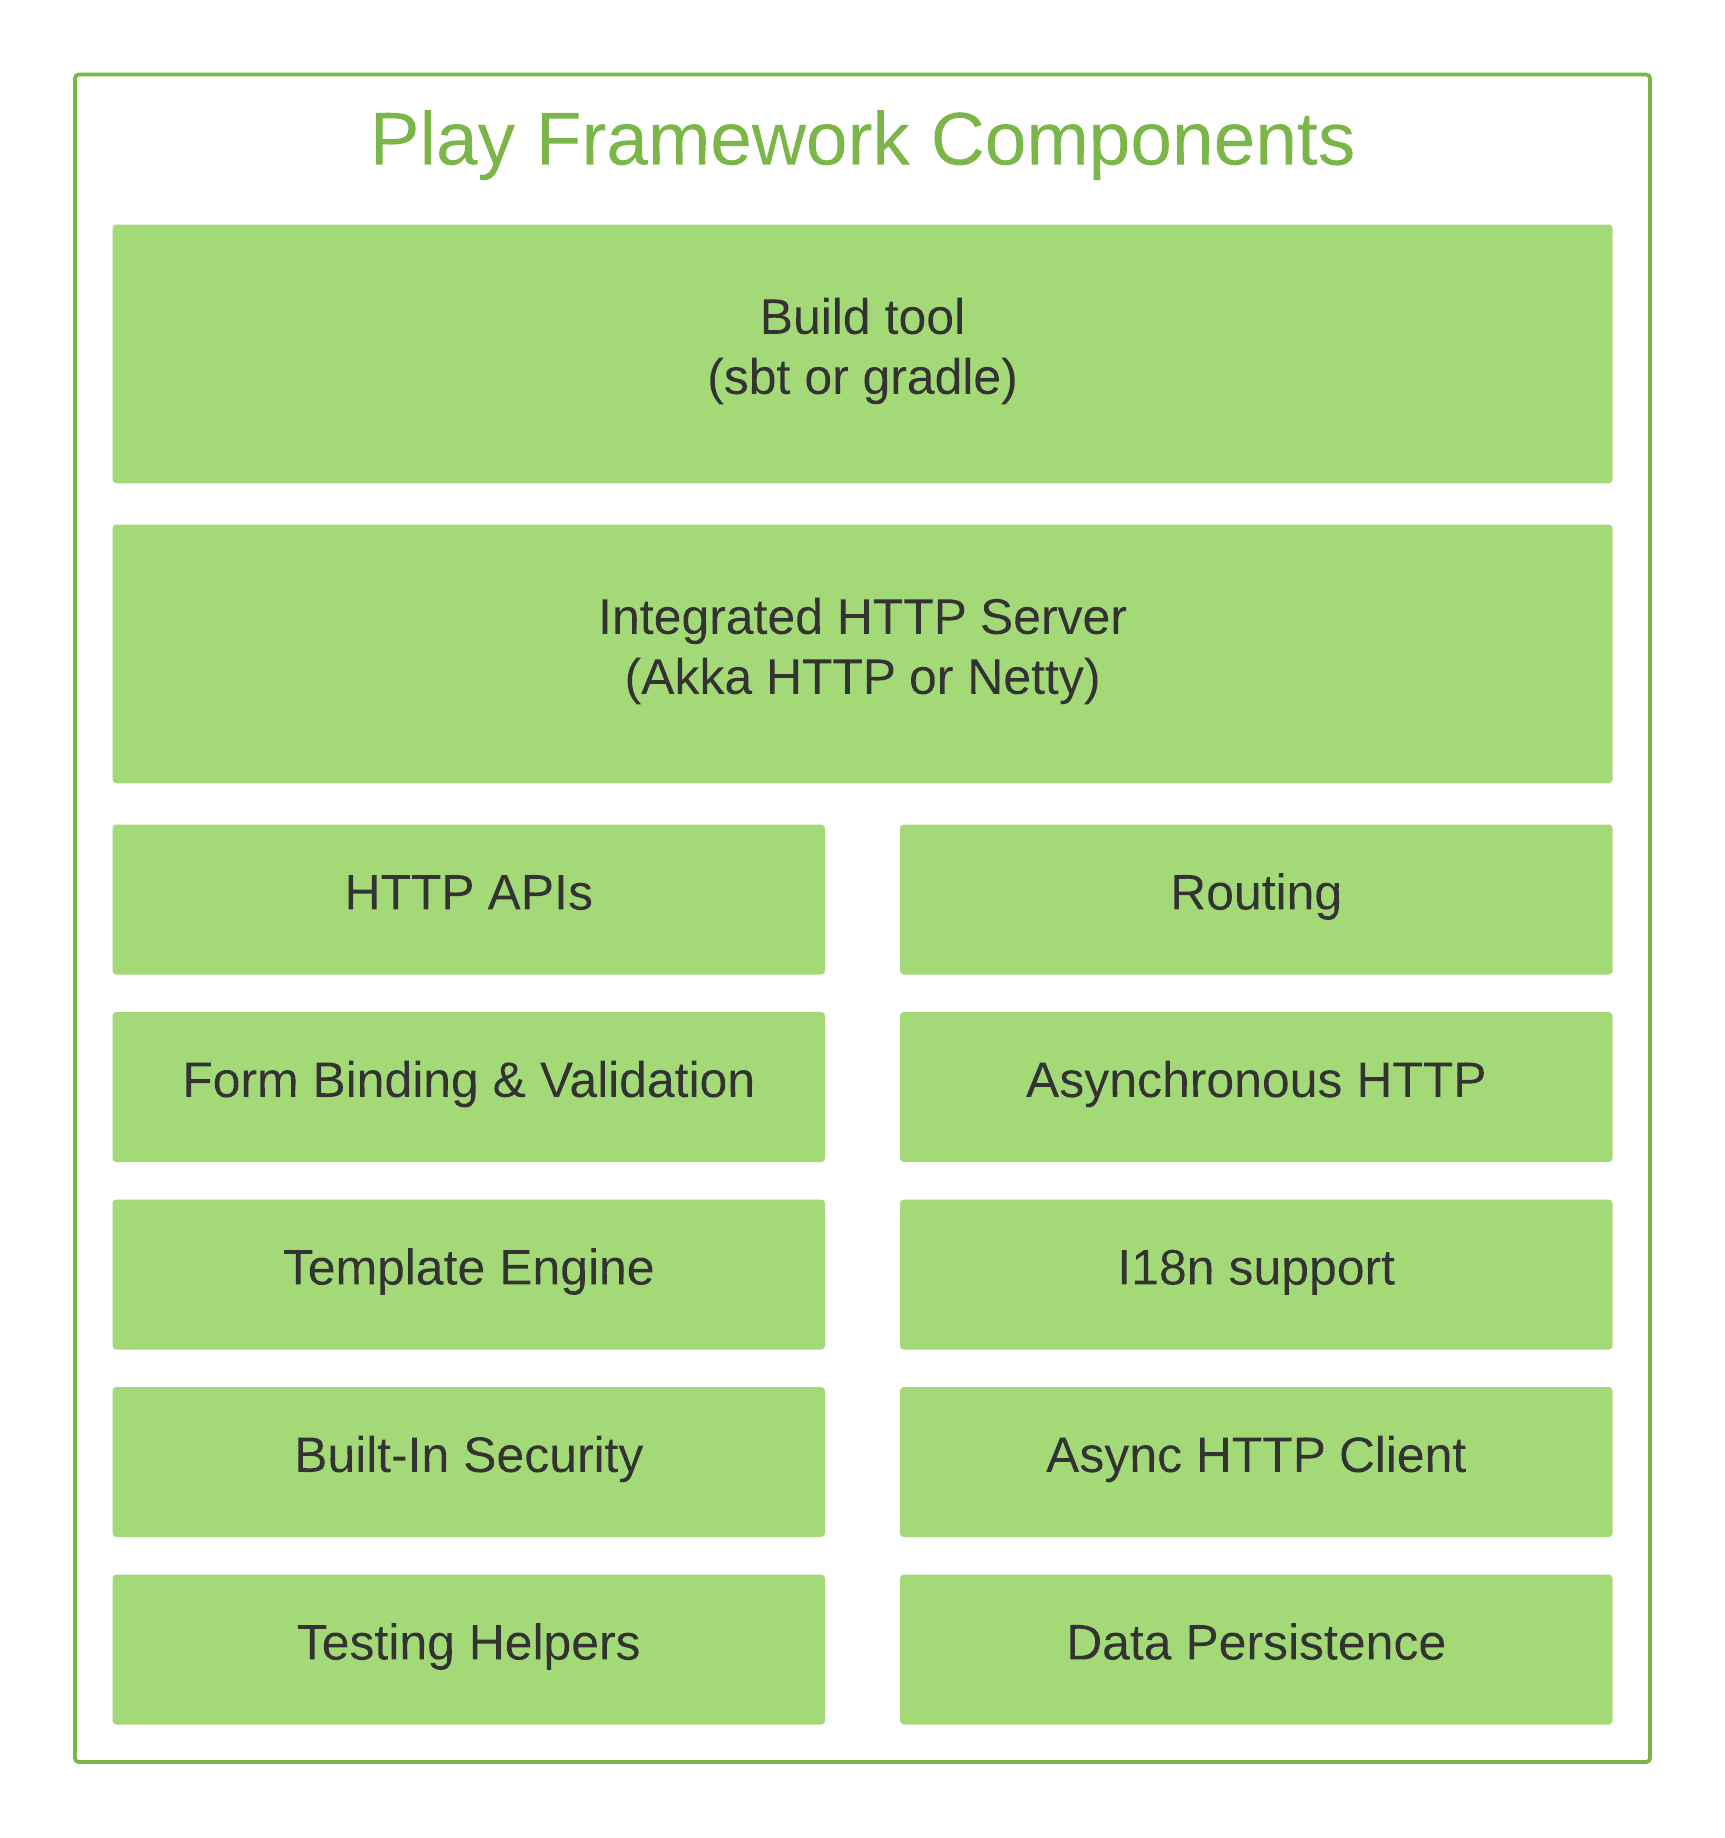 Play Framework Components
Build tool
(sbt or gradle)
Integrated HTTP Server
(Akka HTTP or Netty)
HTTP APIs
Routing
Form Binding & Validation
Asynchronous HTTP
Template Engine
I18n support
Built-In Security
Async HTTP Client
Testing Helpers
Data Persistence